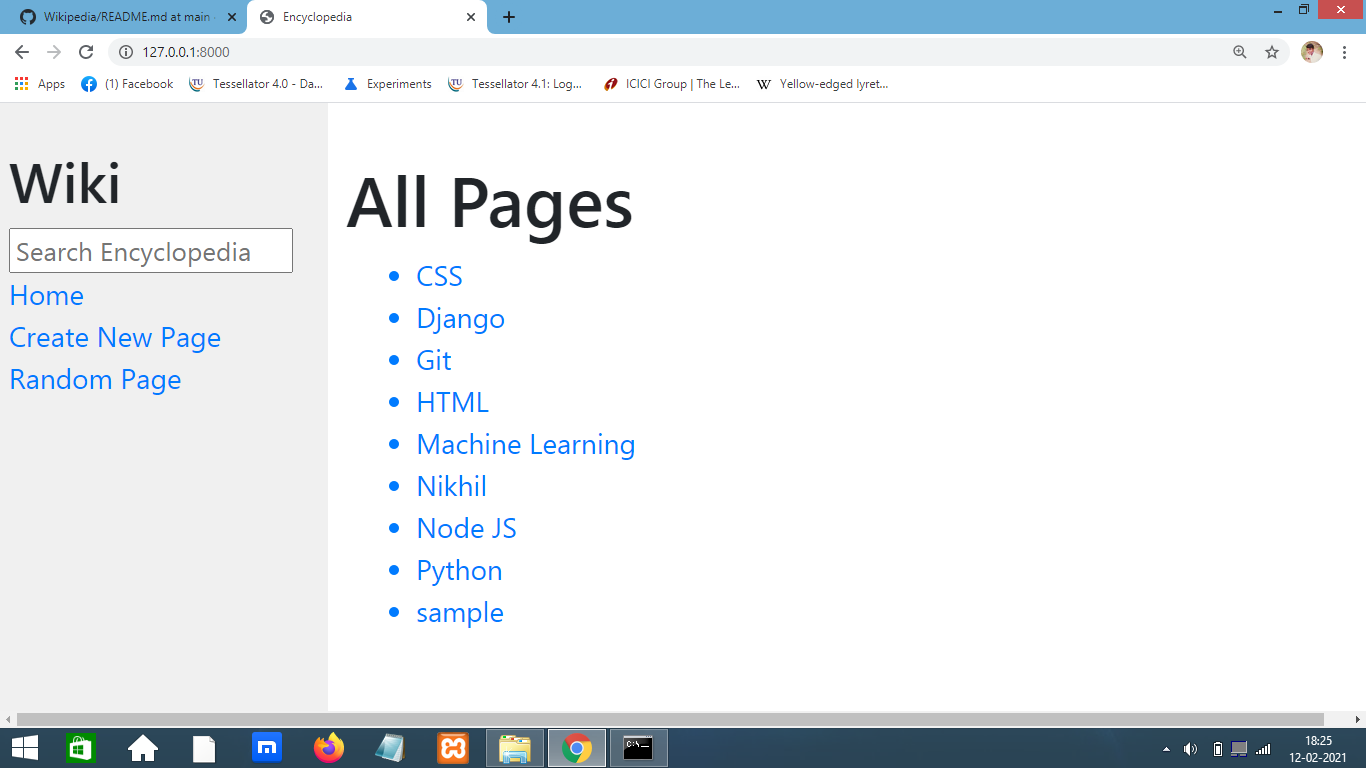 Wikipedia/README.md at main
Encyclopedia
127.0.0.1:8000
Apps
(1) Facebook
Tessellator 4.0 - Da...
Experiments
Tessellator 4.1: Log...
ICICI Group | The Le...
Yellow-edged lyret...
Wiki
Search Encyclopedia
Home
Create New Page
Random Page
All Pages
CSS
Django
Git
HTML
Machine Learning
Nikhil
Node JS
Python
sample
18:25
12-02-2021